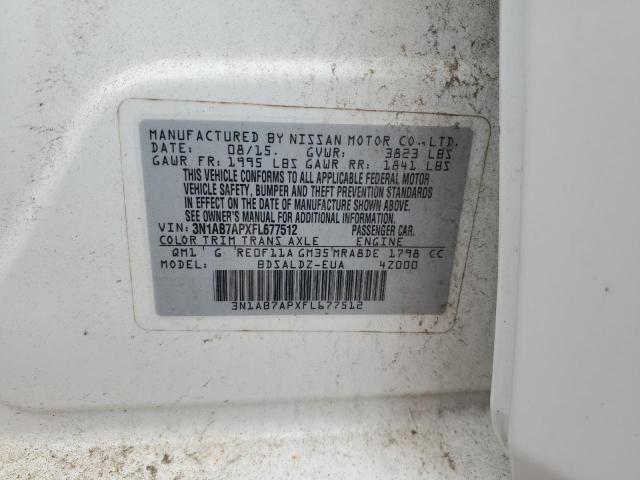 MANUFACTURED BY NISSAN MOTOR CO., LTD.
DATE: 08/15. GVWR: 3823 LBS
GAWR FR: 1995 LBS GAWR RR: 1841 LBS
THIS VEHICLE CONFORMS TO ALL APPLICABLE FEDERAL MOTOR
VEHICLE SAFETY, BUMPER AND THEFT PREVENTION STANDARDS
IN EFFECT ON THE DATE OF MANUFACTURE SHOWN ABOVE.
SEE OWNER'S MANUAL FOR ADDITIONAL INFORMATION.
VIN: 3N1AB7APXFL677512 PASSENGER CAR.
COLOR TRIM TRANS AXLE ENGINE
QM1 G RE0F11A GM35 MRA8DE 1798 CC
MODEL: BDSALDZ-EUA 4Z000
3N1AB7APXFL677512